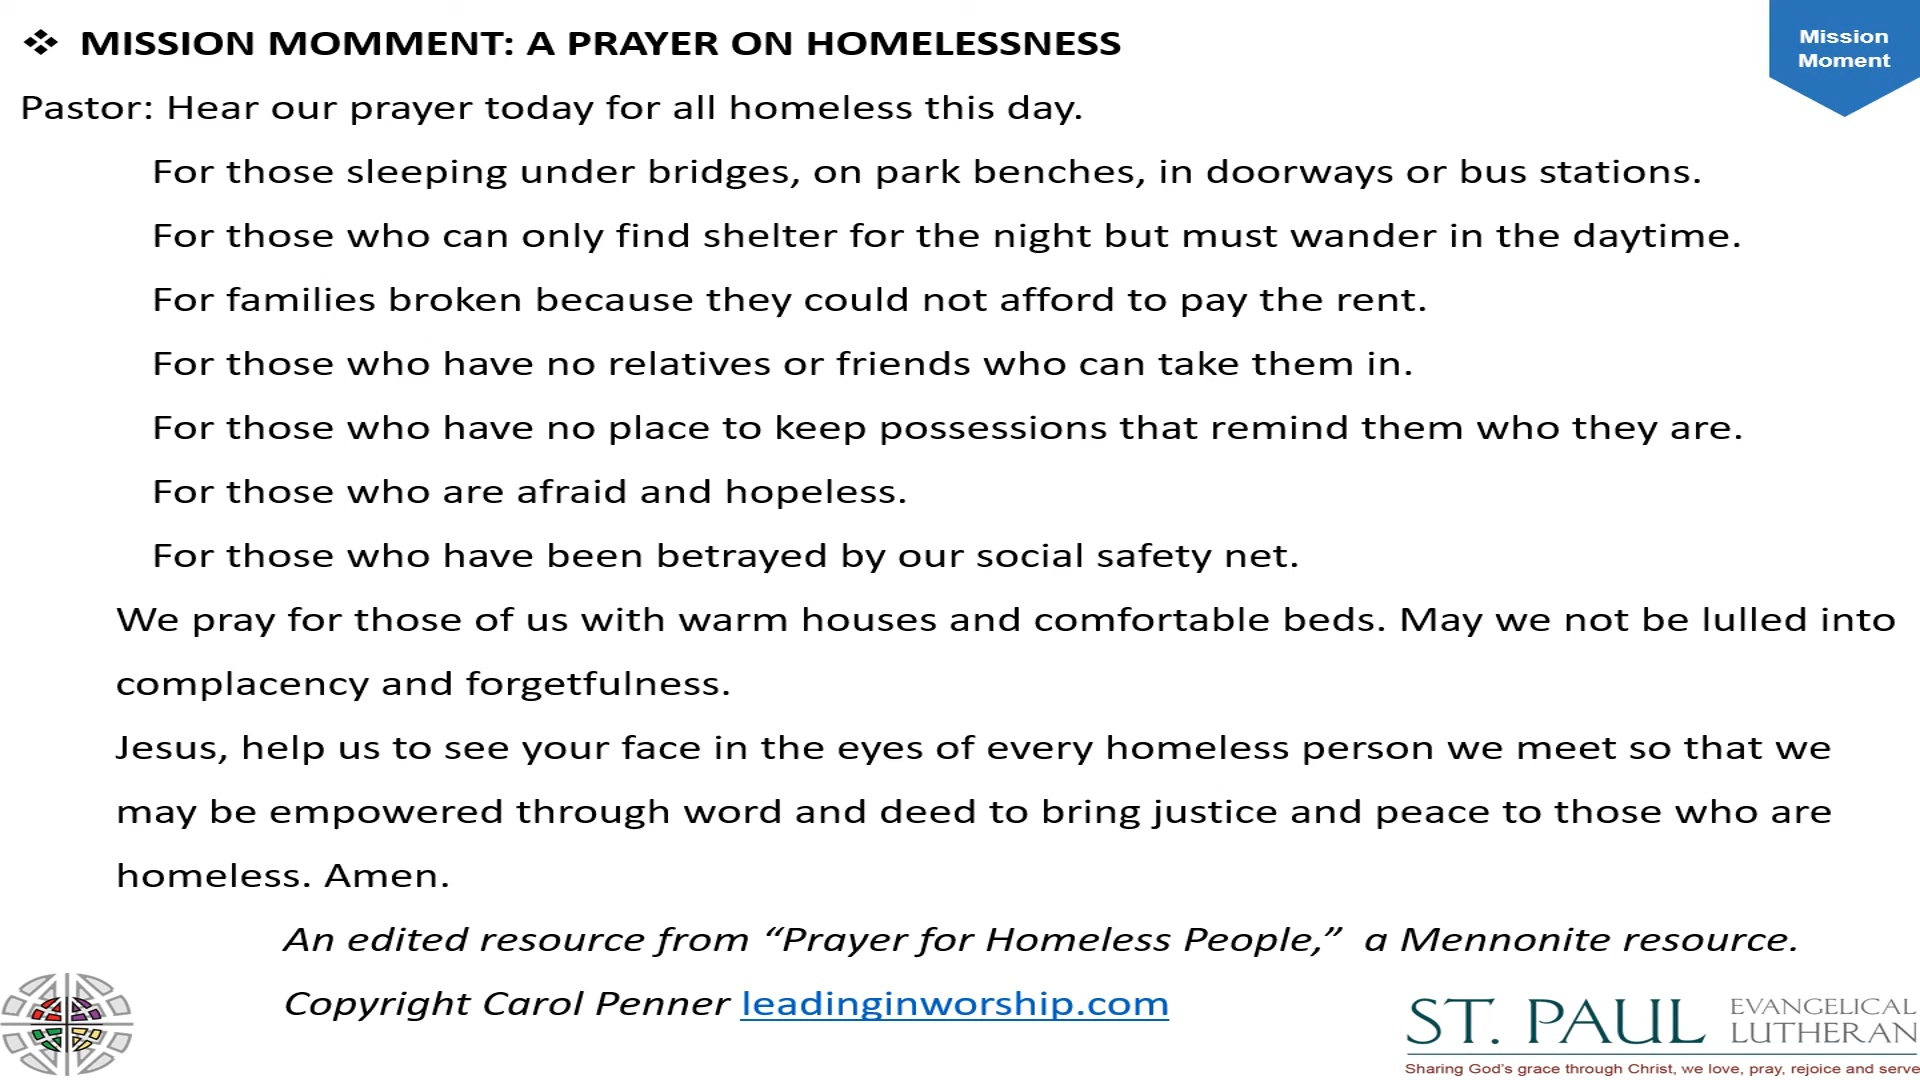 ❖ MISSION MOMMENT: A PRAYER ON HOMELESSNESS
Mission
Moment
Pastor: Hear our prayer today for all homeless this day.
For those sleeping under bridges, on park benches, in doorways or bus stations.
For those who can only find shelter for the night but must wander in the daytime.
For families broken because they could not afford to pay the rent.
For those who have no relatives or friends who can take them in.
For those who have no place to keep possessions that remind them who they are.
For those who are afraid and hopeless.
For those who have been betrayed by our social safety net.
We pray for those of us with warm houses and comfortable beds. May we not be lulled into
complacency and forgetfulness.
Jesus, help us to see your face in the eyes of every homeless person we meet so that we
may be empowered through word and deed to bring justice and peace to those who are
homeless. Amen.
An edited resource from “Prayer for Homeless People,” a Mennonite resource.
Copyright Carol Penner leadinginworship.com
ST. PAUL EVANGELICAL
LUTHERAN
Sharing God's grace through Christ, we love, pray, rejoice and serve